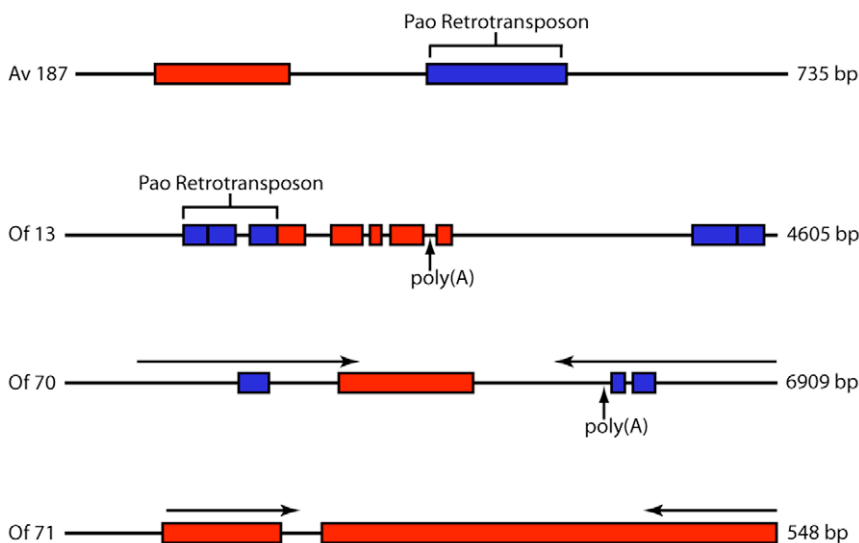 Pao Retrotransposon
Av 187 735 bp
Pao Retrotransposon
Of 13 4605 bp
poly(A)
Of 70 6909 bp
poly(A)
Of 71 548 bp